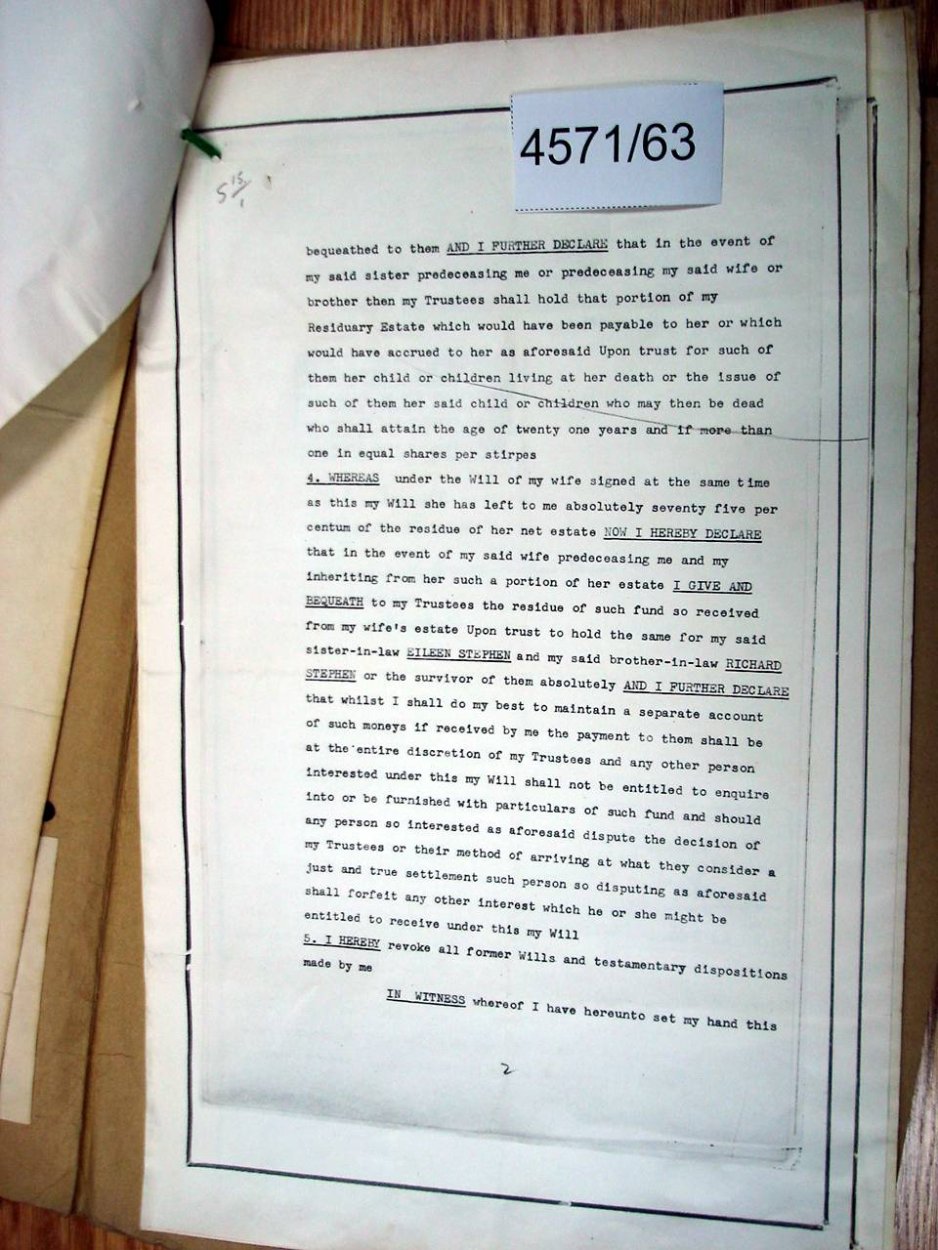 4571/63
bequeathed to them AND I FURTHER DECLARE that in the event of
my said sister predeceasing me or predeceasing my said wife or
brother then my Trustees shall hold that portion of my
Residuary Estate which would have been payable to her or which
would have accrued to her as aforesaid Upon trust for such of
them her child or children living at her death or the issue of
such of them her said child or children who may then be dead
who shall attain the age of twenty one years and if more than
one in equal shares per stirpes
4. WHEREAS under the Will of my wife signed at the same time
as this my Will she has left to me absolutely seventy five per
centum of the residue of her net estate NOW I HEREBY DECLARE
that in the event of my said wife predeceasing me and my
inheriting from her such a portion of her estate I GIVE AND
BEQUEATH to my Trustees the residue of such fund so received
from my wife's estate Upon trust to hold the same for my said
sister-in-law EILEEN STEPHEN and my said brother-in-law RICHARD
STEPHEN or the survivor of them absolutely AND I FURTHER DECLARE
that whilst I shall do my best to maintain a separate account
of such moneys if received by me the payment to them shall be
at the entire discretion of my Trustees and any other person
interested under this my Will shall not be entitled to enquire
into or be furnished with particulars of such fund and should
any person so interested as aforesaid dispute the decision of
my Trustees or their method of arriving at what they consider a
just and true settlement such person so disputing as aforesaid
shall forfeit any other interest which he or she might be
entitled to receive under this my Will
5. I HEREBY revoke all former Wills and testamentary dispositions
made by me
IN WITNESS whereof I have hereunto set my hand this
2